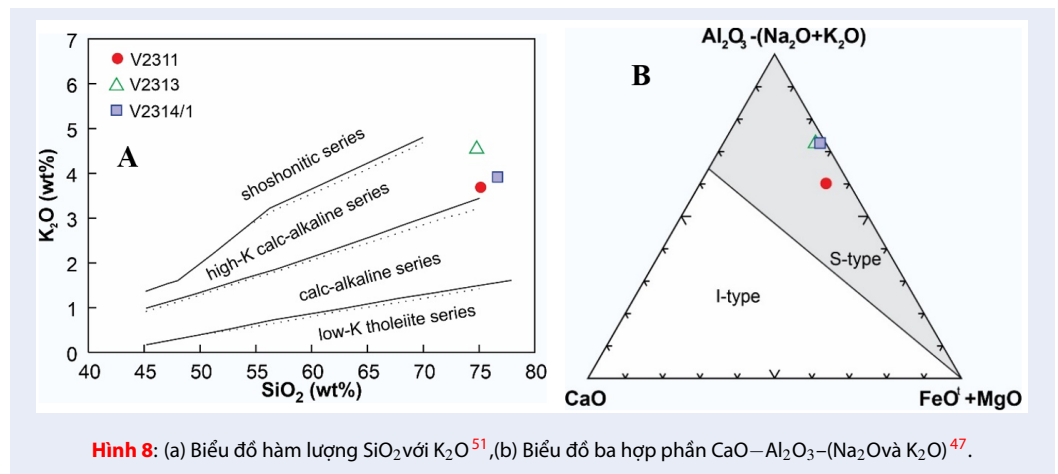 7
6
5
4
3
2
1
0
K₂O (wt%)
V2311
V2313
V2314/1
A
shoshonitic series
high-K calc-alkaline series
calc-alkaline series
low-K tholeiite series
40 45 50 55 60 65 70 75 80
SiO₂ (wt%)
Al₂O₃-(Na₂O+K₂O)
B
S-type
I-type
CaO
FeOᵗ+MgO
Hình 8: (a) Biểu đồ hàm lượng SiO₂với K₂O⁵¹,(b) Biểu đồ ba hợp phần CaO−Al₂O₃–(Na₂Ovà K₂O)⁴⁷.